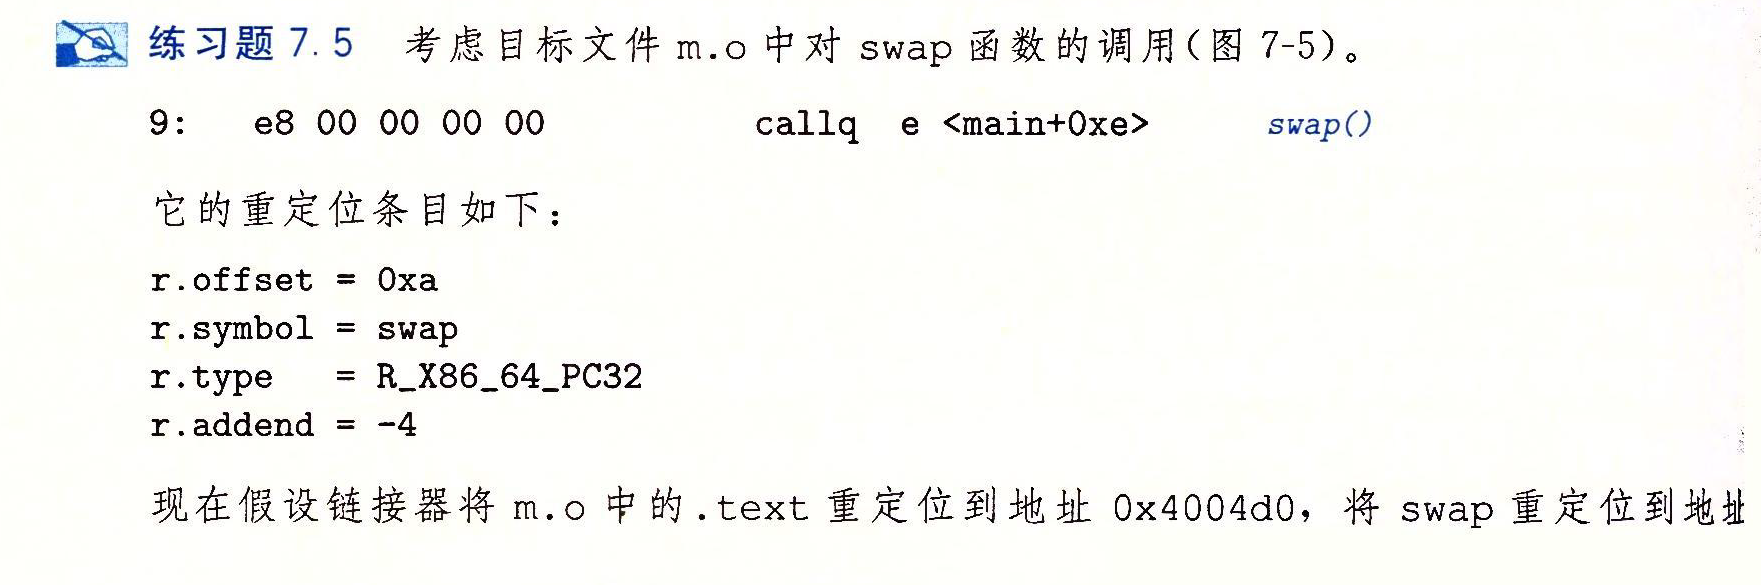 练习题 7.5 考虑目标文件 m.o 中对 swap 函数的调用(图 7-5)。
9: e8 00 00 00 00 callq e <main+0xe> swap()
它的重定位条目如下:
r.offset = 0xa
r.symbol = swap
r.type = R_X86_64_PC32
r.addend = -4
现在假设链接器将 m.o 中的.text 重定位到地址 0x4004d0，将 swap 重定位到地址